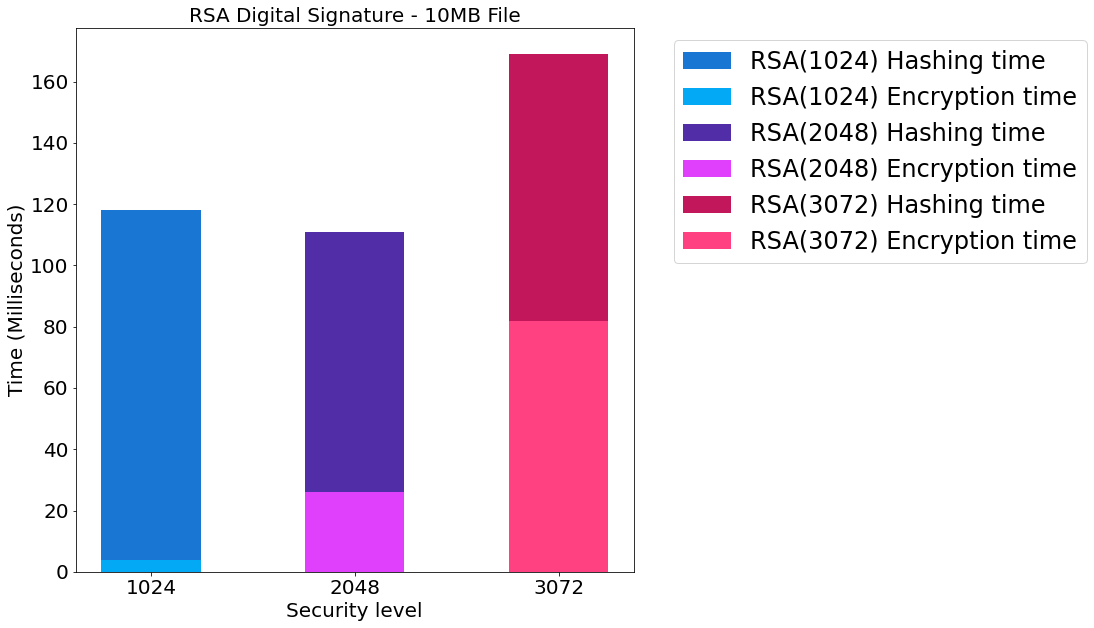 RSA Digital Signature - 10MB File
Time (Milliseconds)
160
140
120
100
80
60
40
20
0
1024 2048 3072
Security level
RSA(1024) Hashing time
RSA(1024) Encryption time
RSA(2048) Hashing time
RSA(2048) Encryption time
RSA(3072) Hashing time
RSA(3072) Encryption time